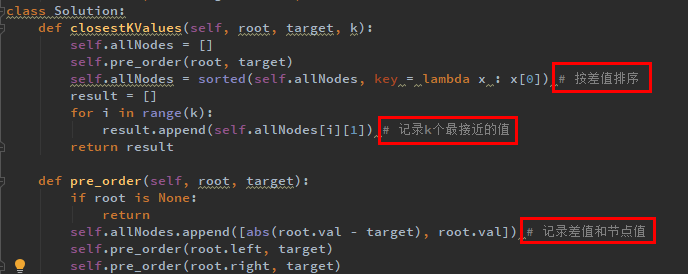 class Solution:
    def closestKValues(self, root, target, k):
        self.allNodes = []
        self.pre_order(root, target)
        self.allNodes = sorted(self.allNodes, key = lambda x : x[0]) # 按差值排序
        result = []
        for i in range(k):
            result.append(self.allNodes[i][1]) # 记录k个最接近的值
        return result
    def pre_order(self, root, target):
        if root is None:
            return
        self.allNodes.append([abs(root.val - target), root.val]) # 记录差值和节点值
        self.pre_order(root.left, target)
        self.pre_order(root.right, target)